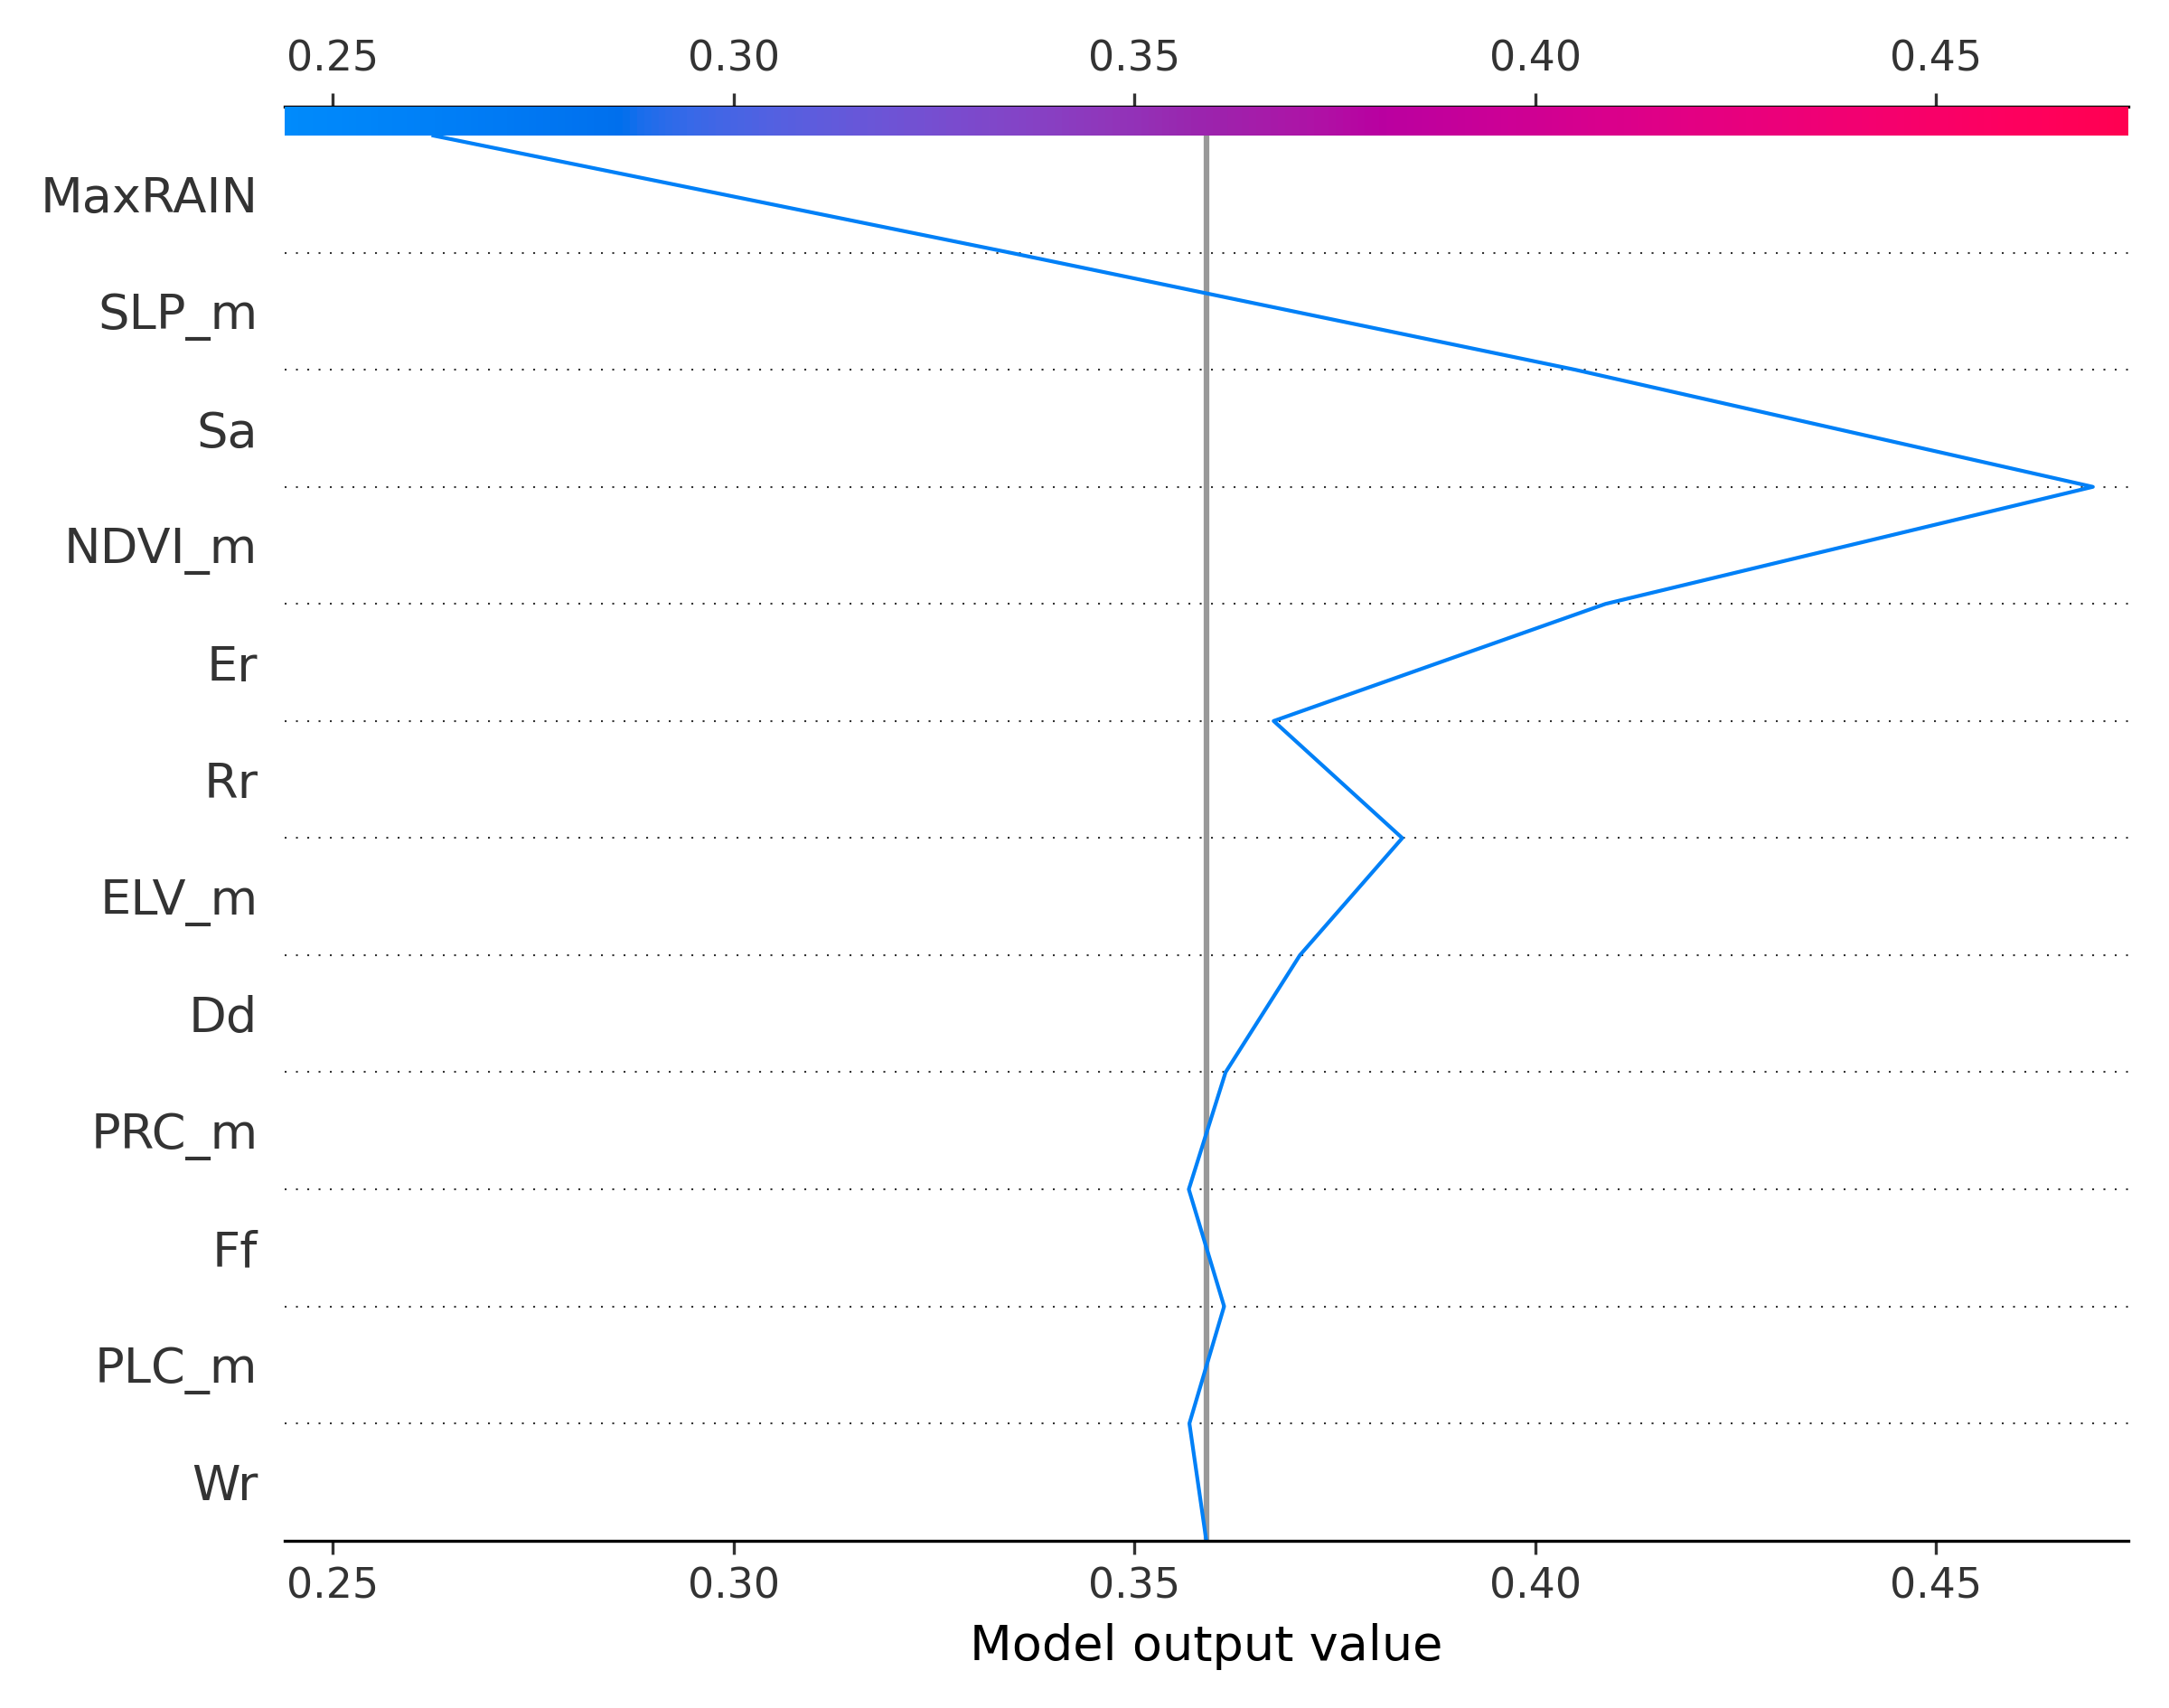 0.25 0.30 0.35 0.40 0.45
MaxRAIN
SLP_m
Sa
NDVI_m
Er
Rr
ELV_m
Dd
PRC_m
Ff
PLC_m
Wr
0.25 0.30 0.35 0.40 0.45
Model output value